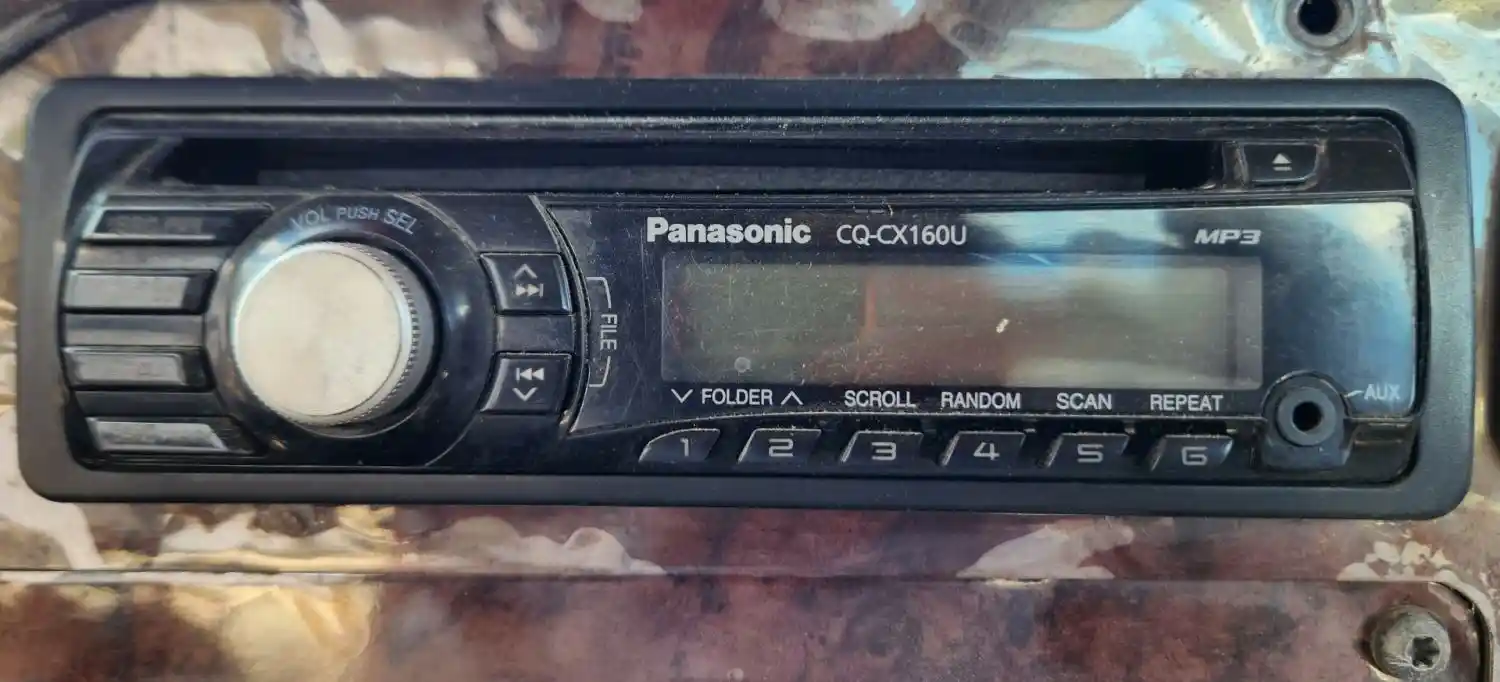 VOL PUSH SEL
Panasonic CQ-CX160U MP3
FILE
FOLDER SCROLL RANDOM SCAN REPEAT AUX
1 2 3 4 5 6